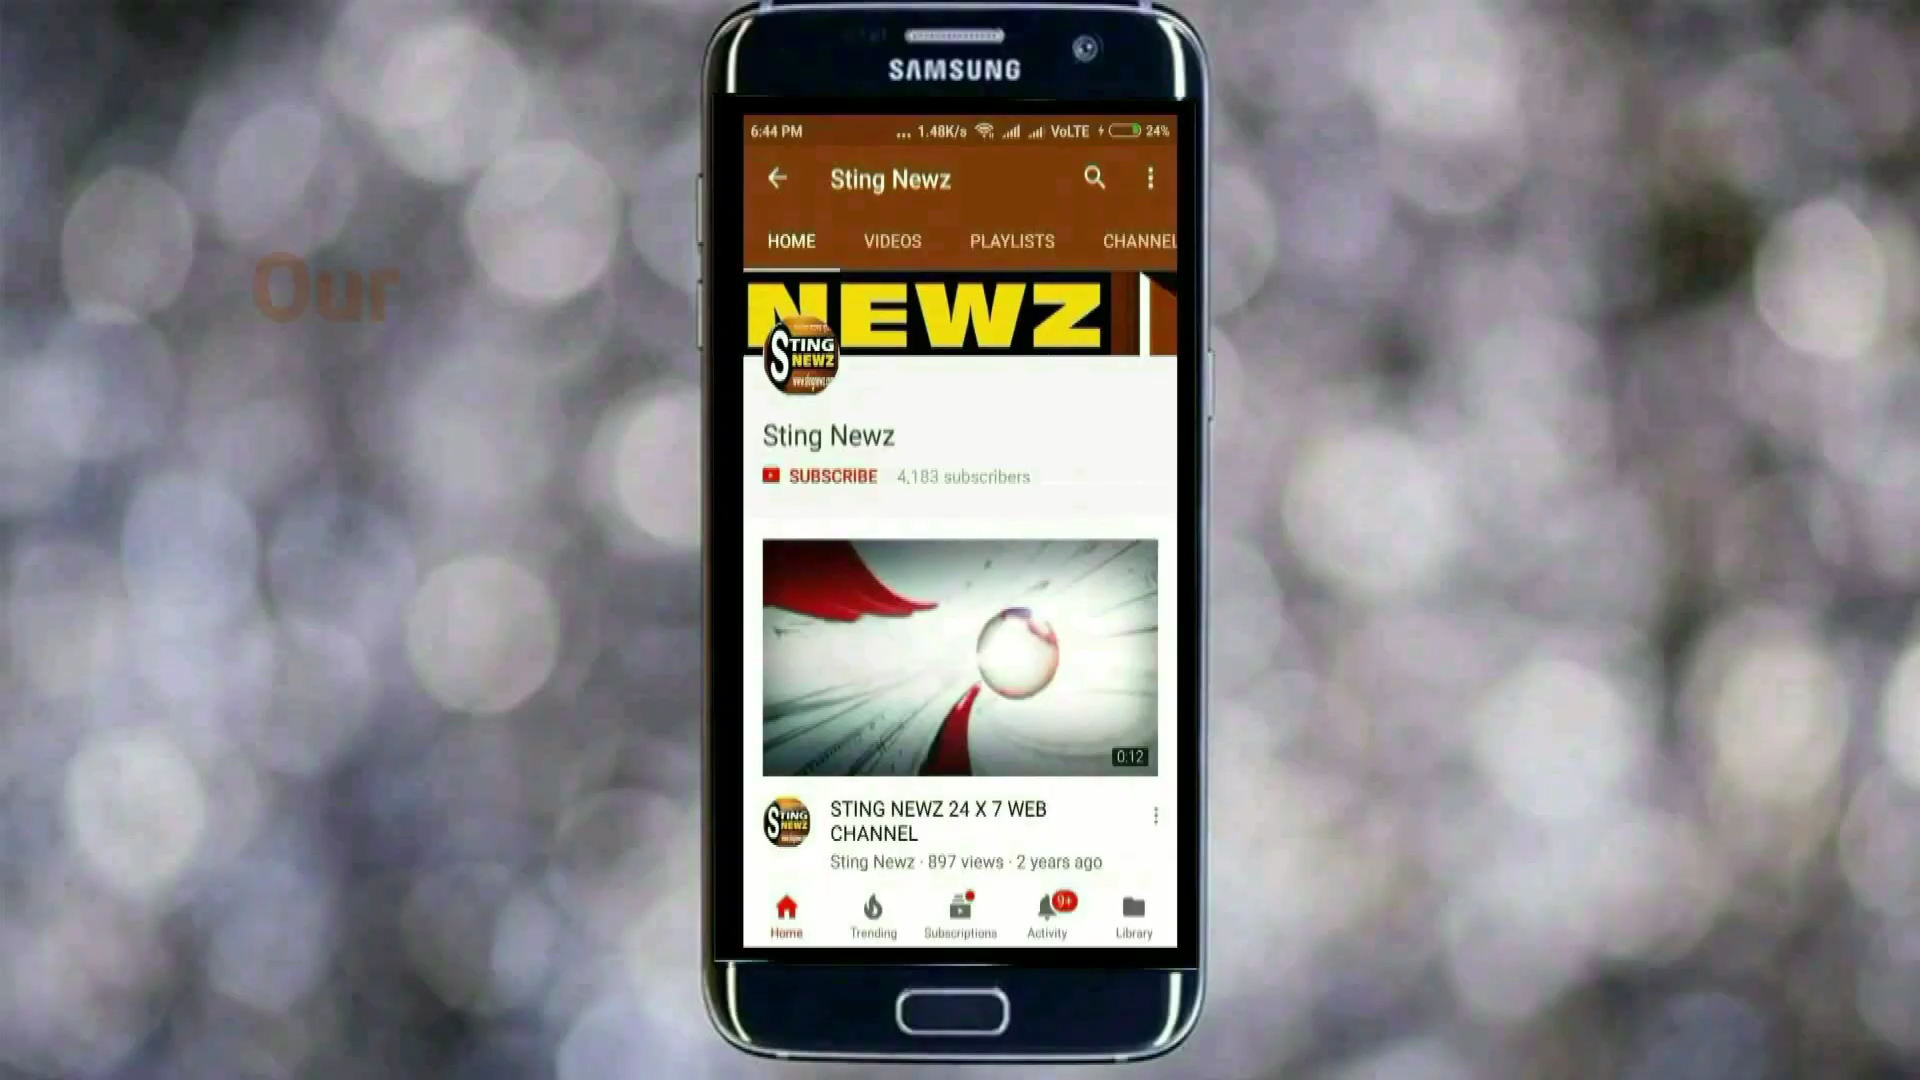 SAMSUNG
6:44 PM ... 1.48K/s VoLTE 24%
Sting Newz
HOME VIDEOS PLAYLISTS CHANNEL
NEWZ
STING
NEWZ
Our
Sting Newz
SUBSCRIBE 4,183 subscribers
0:12
STING
NEWZ
STING NEWZ 24 X 7 WEB
CHANNEL
Sting Newz · 897 views · 2 years ago
9+
Home Trending Subscriptions Activity Library